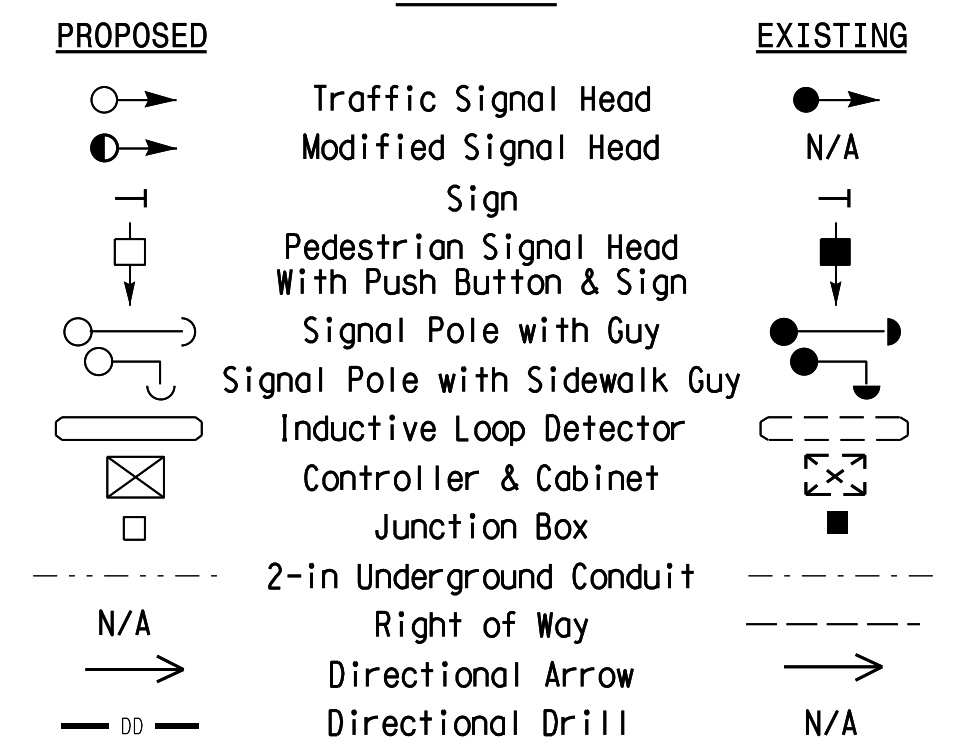 PROPOSED EXISTING
Traffic Signal Head
Modified Signal Head N/A
Sign
Pedestrian Signal Head
With Push Button & Sign
Signal Pole with Guy
Signal Pole with Sidewalk Guy
Inductive Loop Detector
Controller & Cabinet
Junction Box
2-in Underground Conduit
N/A Right of Way
Directional Arrow
DD Directional Drill N/A